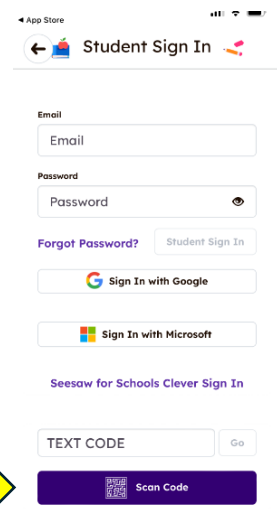 ◀ App Store
Student Sign In
Email
Email
Password
Password
Forgot Password?
Student Sign In
Sign In with Google
Sign In with Microsoft
Seesaw for Schools Clever Sign In
TEXT CODE
Go
Scan Code